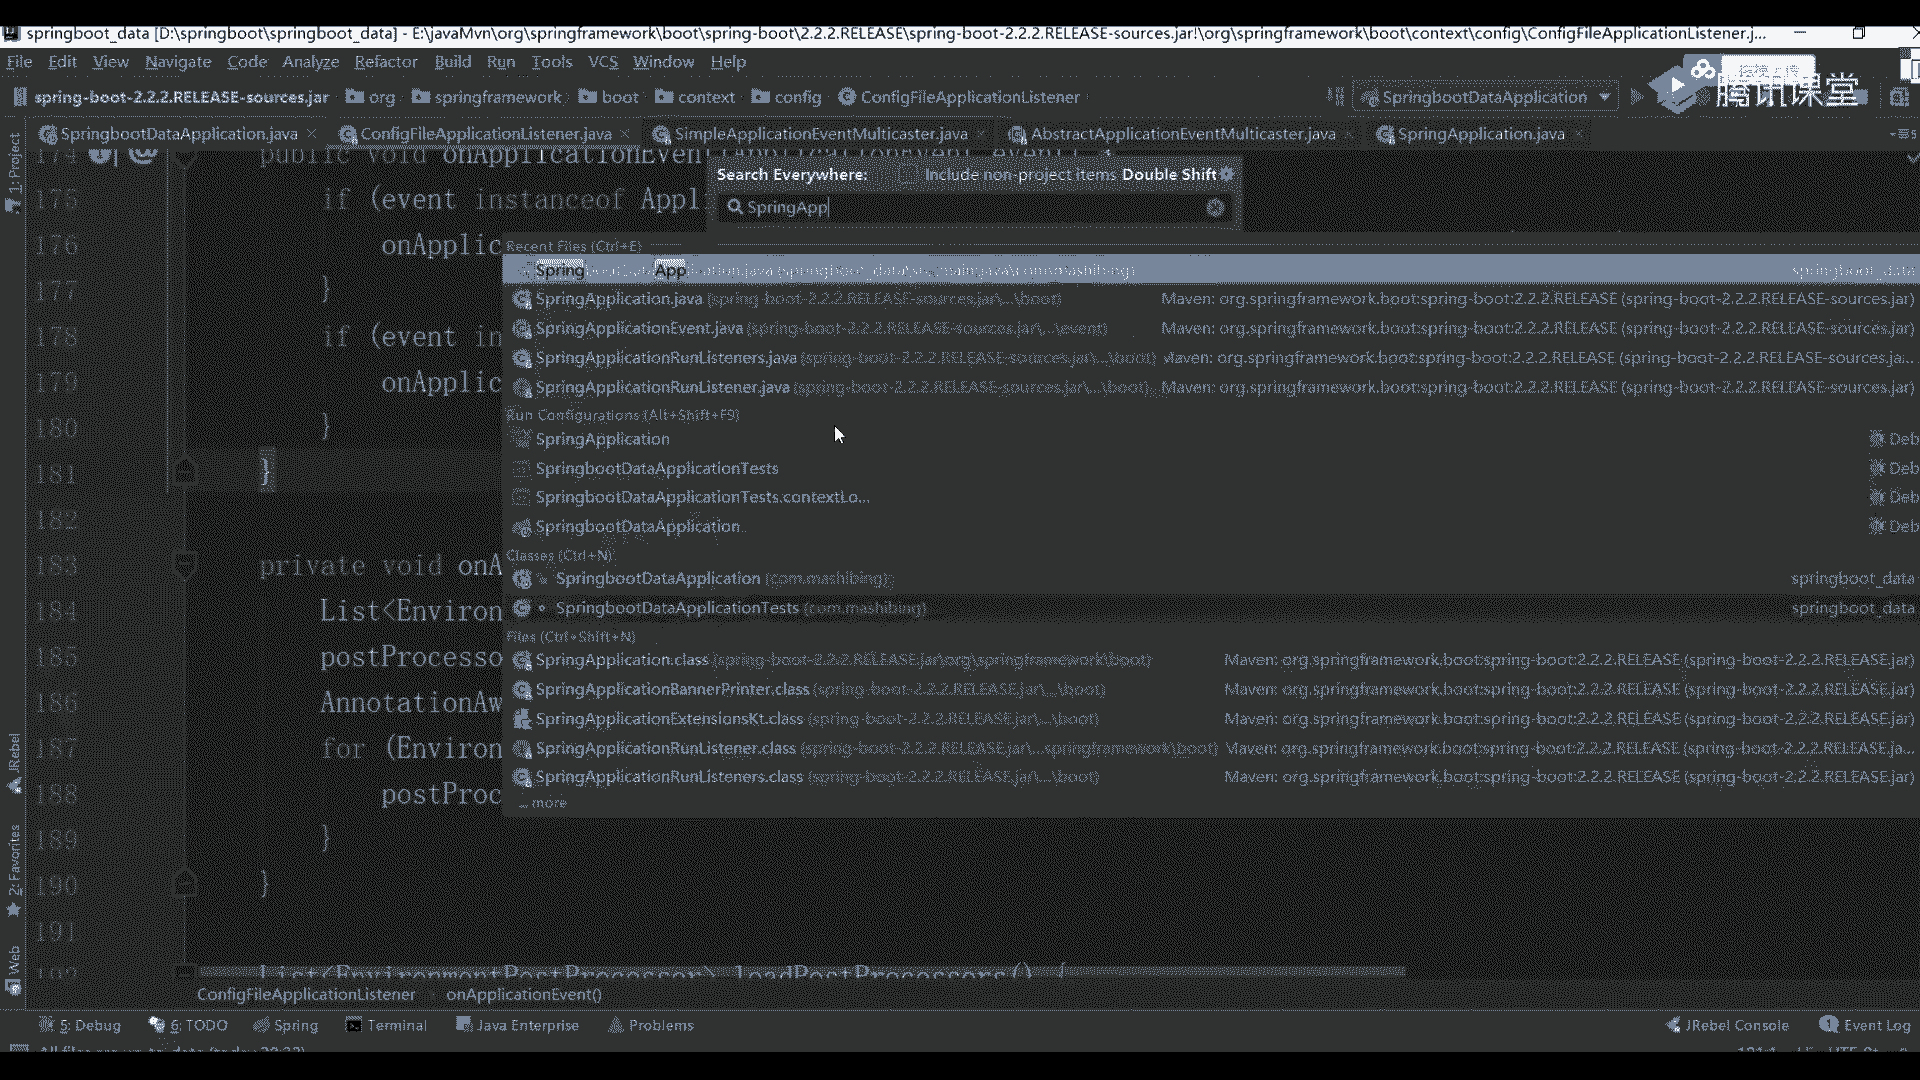 springboot_data [D:\springboot\springboot_data] - E:\javaMvn\org\springframework\boot\spring-boot\2.2.2.RELEASE\spring-boot-2.2.2.RELEASE-sources.jar!\org\springframework\boot\context\config\ConfigFileApplicationListener.j...
File Edit View Navigate Code Analyze Refactor Build Run Tools VCS Window Help
spring-boot-2.2.2.RELEASE-sources.jar org springframework boot context config ConfigFileApplicationListener SpringbootDataApplication 腾讯课堂
SpringbootDataApplication.java ConfigFileApplicationListener.java SimpleApplicationEventMulticaster.java AbstractApplicationEventMulticaster.java SpringApplication.java
1: Project
174 public void onApplicationEvent(ApplicationEvent event) {
Search Everywhere: Include non-project items Double Shift
175 if (event instanceof Appl
SpringApp
176 onApplic
Recent Files (Ctrl+E)
SpringbootDataApplication.java (springboot_data\src\main\java\com\mashibing) springboot_data
177 }
SpringApplication.java (spring-boot-2.2.2.RELEASE-sources.jar\...\boot) Maven: org.springframework.boot:spring-boot:2.2.2.RELEASE (spring-boot-2.2.2.RELEASE-sources.jar)
178 if (event in
SpringApplicationEvent.java (spring-boot-2.2.2.RELEASE-sources.jar\...\event) Maven: org.springframework.boot:spring-boot:2.2.2.RELEASE (spring-boot-2.2.2.RELEASE-sources.jar)
SpringApplicationRunListeners.java (spring-boot-2.2.2.RELEASE-sources.jar\...\boot) Maven: org.springframework.boot:spring-boot:2.2.2.RELEASE (spring-boot-2.2.2.RELEASE-sources.ja...
179 onApplic
SpringApplicationRunListener.java (spring-boot-2.2.2.RELEASE-sources.jar\...\boot) Maven: org.springframework.boot:spring-boot:2.2.2.RELEASE (spring-boot-2.2.2.RELEASE-sources.jar)
Run Configurations (Alt+Shift+F9)
180 }
SpringApplication Deb
181 }
SpringbootDataApplicationTests Deb
SpringbootDataApplicationTests.contextLo... Deb
182
SpringbootDataApplication Deb
Classes (Ctrl+N)
183 private void onA
SpringbootDataApplication (com.mashibing) springboot_data
184 List<Environ
SpringbootDataApplicationTests (com.mashibing) springboot_data
Files (Ctrl+Shift+N)
185 postProcesso
SpringApplication.class (spring-boot-2.2.2.RELEASE.jar\org\springframework\boot) Maven: org.springframework.boot:spring-boot:2.2.2.RELEASE (spring-boot-2.2.2.RELEASE.jar)
186 AnnotationAw
SpringApplicationBannerPrinter.class (spring-boot-2.2.2.RELEASE.jar\...\boot) Maven: org.springframework.boot:spring-boot:2.2.2.RELEASE (spring-boot-2.2.2.RELEASE.jar)
SpringApplicationExtensionsKt.class (spring-boot-2.2.2.RELEASE.jar\...\boot) Maven: org.springframework.boot:spring-boot:2.2.2.RELEASE (spring-boot-2.2.2.RELEASE.jar)
187 for (Environ
SpringApplicationRunListener.class (spring-boot-2.2.2.RELEASE.jar\...springframework\boot) Maven: org.springframework.boot:spring-boot:2.2.2.RELEASE (spring-boot-2.2.2.RELEASE.ja...
JRebel
188 postProc
SpringApplicationRunListeners.class (spring-boot-2.2.2.RELEASE.jar\...\boot) Maven: org.springframework.boot:spring-boot:2.2.2.RELEASE (spring-boot-2.2.2.RELEASE.jar)
... more
189 }
2: Favorites
190 }
191
Web
192 List<EnvironmentPostProcessor> loadPostProcessors() {
ConfigFileApplicationListener onApplicationEvent()
5: Debug 6: TODO Spring Terminal Java Enterprise Problems JRebel Console 1 Event Log